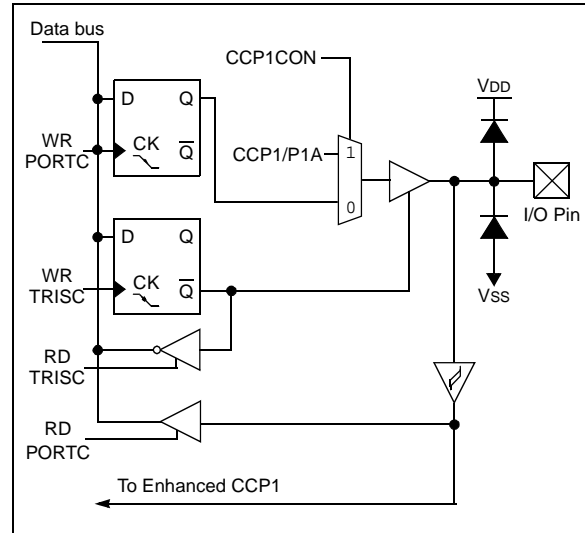 Data bus
CCP1CON
VDD
D Q
WR
PORTC
CK Q
CCP1/P1A
1
0
I/O Pin
D Q
VSS
WR
TRISC
CK Q
RD
TRISC
RD
PORTC
To Enhanced CCP1